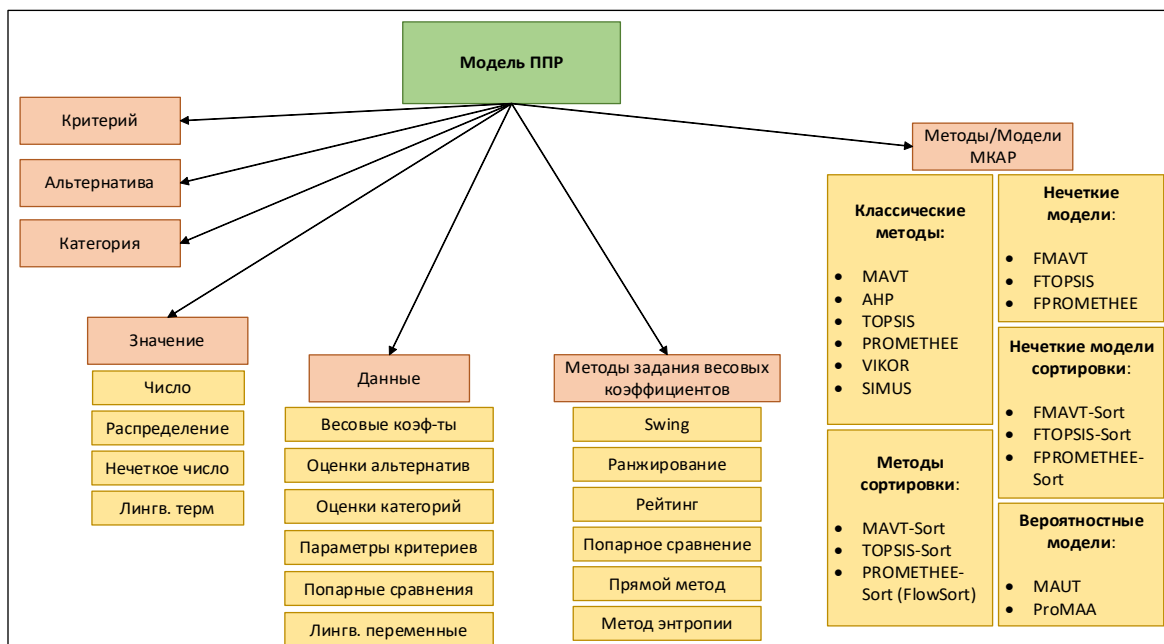 Модель ППР
Критерий
Альтернатива
Категория
Значение
Число
Распределение
Нечеткое число
Лингв. терм
Данные
Весовые коэф-ты
Оценки альтернатив
Оценки категорий
Параметры критериев
Попарные сравнения
Лингв. переменные
Методы задания весовых
коэффициентов
Swing
Ранжирование
Рейтинг
Попарное сравнение
Прямой метод
Метод энтропии
Методы/Модели
МКАР
Классические
методы:
• MAVT
• AHP
• TOPSIS
• PROMETHEE
• VIKOR
• SIMUS
Методы
сортировки:
• MAVT-Sort
• TOPSIS-Sort
• PROMETHEE-
Sort (FlowSort)
Нечеткие
модели:
• FMAVT
• FTOPSIS
• FPROMETHEE
Нечеткие модели
сортировки:
• FMAVT-Sort
• FTOPSIS-Sort
• FPROMETHEE-
Sort
Вероятностные
модели:
• MAUT
• ProMAA